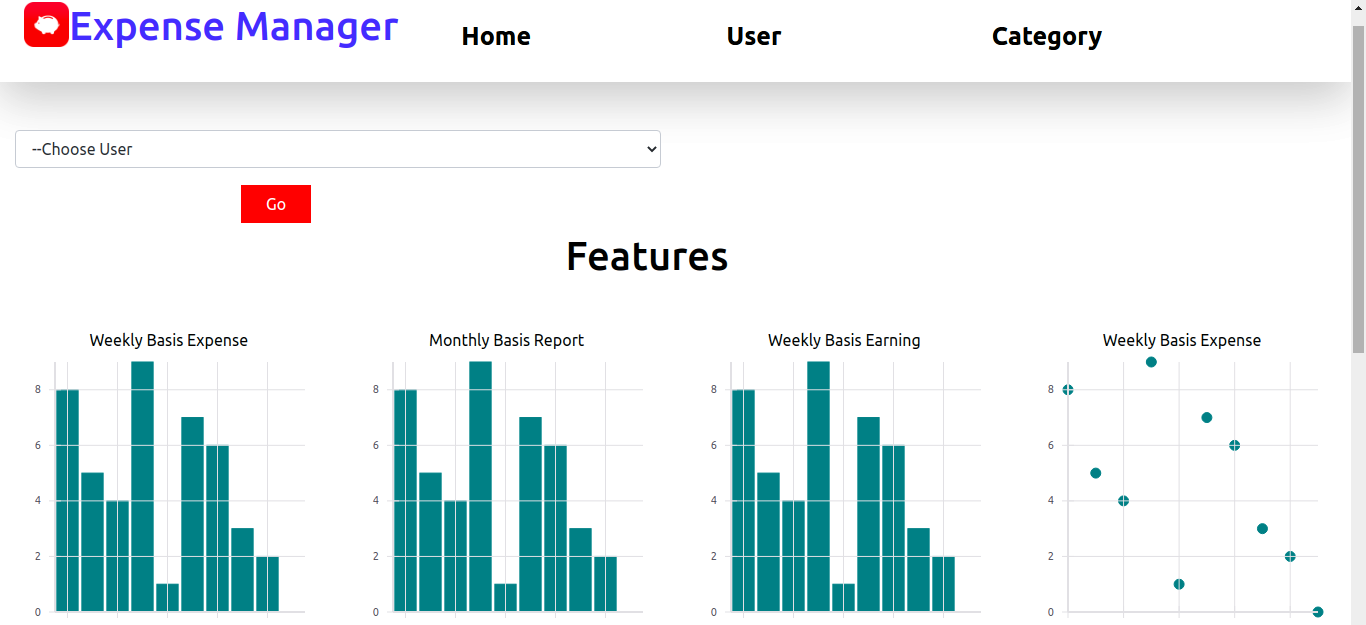 Expense Manager
Home
User
Category
--Choose User
Go
Features
Weekly Basis Expense
8
6
4
2
0
Monthly Basis Report
8
6
4
2
0
Weekly Basis Earning
8
6
4
2
0
Weekly Basis Expense
8
6
4
2
0